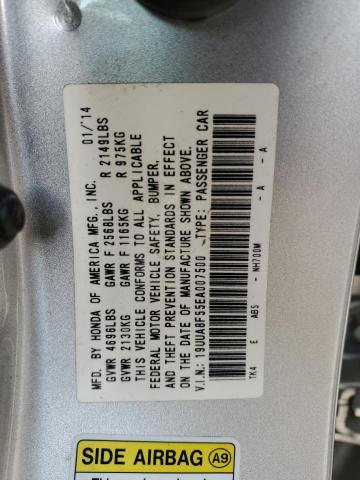 MFD. BY HONDA OF AMERICA MFG., INC. 01/'14
GVWR 4696LBS GAWR F 2568LBS R 2149LBS
GVWR 2130KG GAWR F 1165KG R 975KG
THIS VEHICLE CONFORMS TO ALL APPLICABLE
FEDERAL MOTOR VEHICLE SAFETY, BUMPER,
AND THEFT PREVENTION STANDARDS IN EFFECT
ON THE DATE OF MANUFACTURE SHOWN ABOVE.
V.I.N.: 19UUA8F55EA007500 TYPE: PASSENGER CAR
TK4 E AB5 - NH700M - A - A
SIDE AIRBAG A9